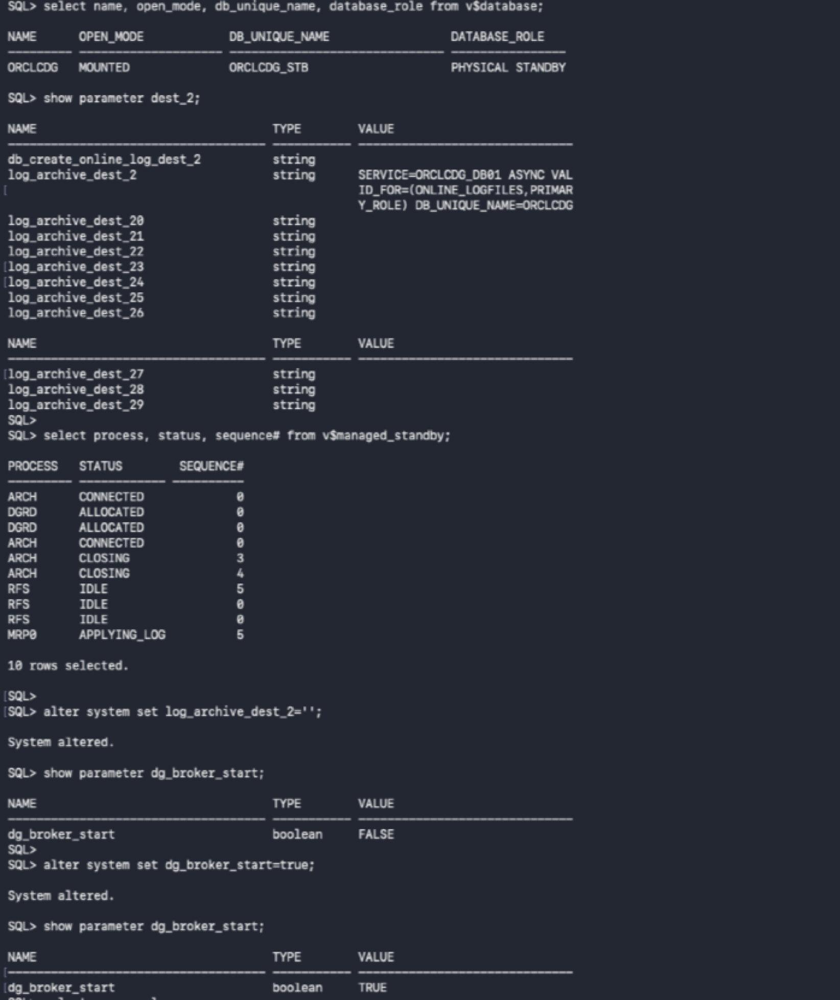 SQL> select name, open_mode, db_unique_name, database_role from v$database;
NAME OPEN_MODE DB_UNIQUE_NAME DATABASE_ROLE
ORCLCDG MOUNTED ORCLCDG_STB PHYSICAL STANDBY
SQL> show parameter dest_2;
NAME TYPE VALUE
db_create_online_log_dest_2 string
log_archive_dest_2 string SERVICE=ORCLCDG_DB01 ASYNC VAL
[ ID_FOR=(ONLINE_LOGFILES,PRIMAR
Y_ROLE) DB_UNIQUE_NAME=ORCLCDG
log_archive_dest_20 string
log_archive_dest_21 string
log_archive_dest_22 string
[log_archive_dest_23 string
[log_archive_dest_24 string
log_archive_dest_25 string
log_archive_dest_26 string
NAME TYPE VALUE
[log_archive_dest_27 string
log_archive_dest_28 string
log_archive_dest_29 string
SQL>
SQL> select process, status, sequence# from v$managed_standby;
PROCESS STATUS SEQUENCE#
ARCH CONNECTED 0
DGRD ALLOCATED 0
DGRD ALLOCATED 0
ARCH CONNECTED 0
ARCH CLOSING 3
ARCH CLOSING 4
RFS IDLE 5
RFS IDLE 0
RFS IDLE 0
MRP0 APPLYING_LOG 5
10 rows selected.
[SQL>
[SQL> alter system set log_archive_dest_2='';
System altered.
SQL> show parameter dg_broker_start;
NAME TYPE VALUE
dg_broker_start boolean FALSE
SQL>
SQL> alter system set dg_broker_start=true;
System altered.
SQL> show parameter dg_broker_start;
NAME TYPE VALUE
[
[dg_broker_start boolean TRUE